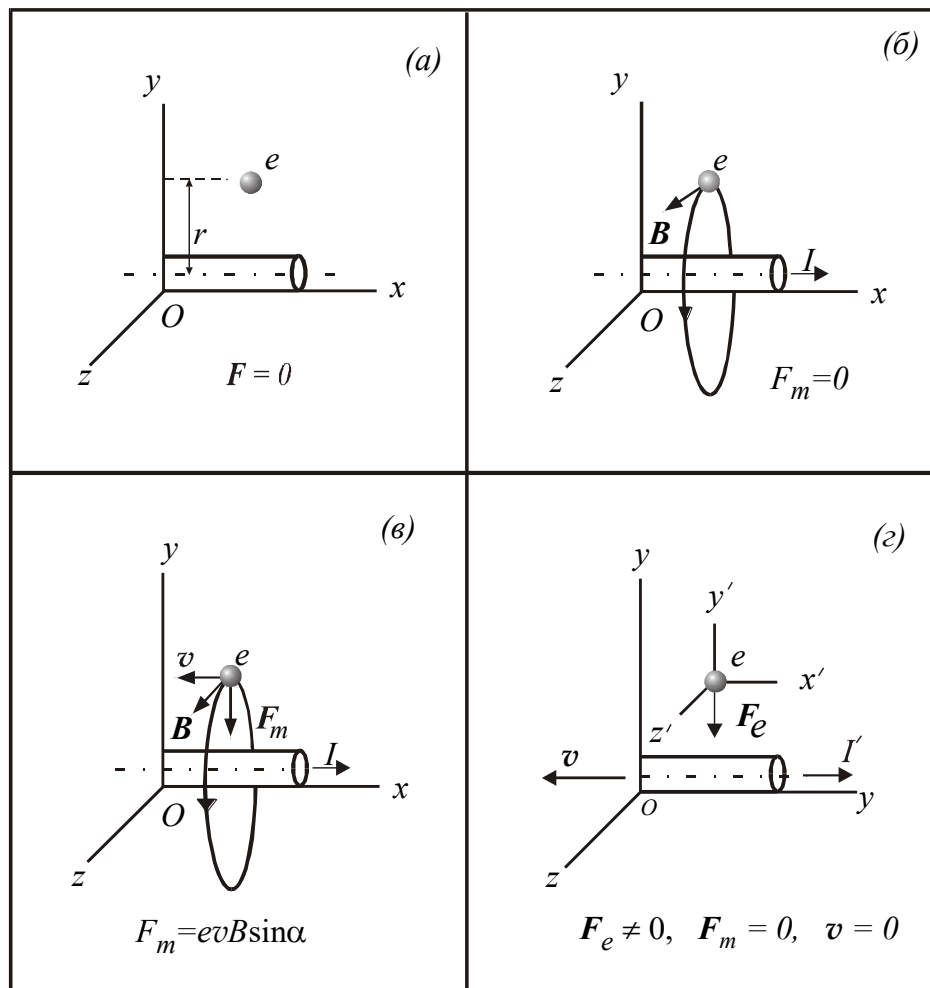 (а)
y
e
r
x
O
z
F = 0
(б)
y
e
B
I
x
O
z
F_m=0
(в)
y
v
e
B
F_m
I
x
O
z
F_m=evBsinα
(г)
y
y′
e
x′
z′
F_e
v
I′
o
y
z
F_e ≠ 0, F_m = 0, v = 0